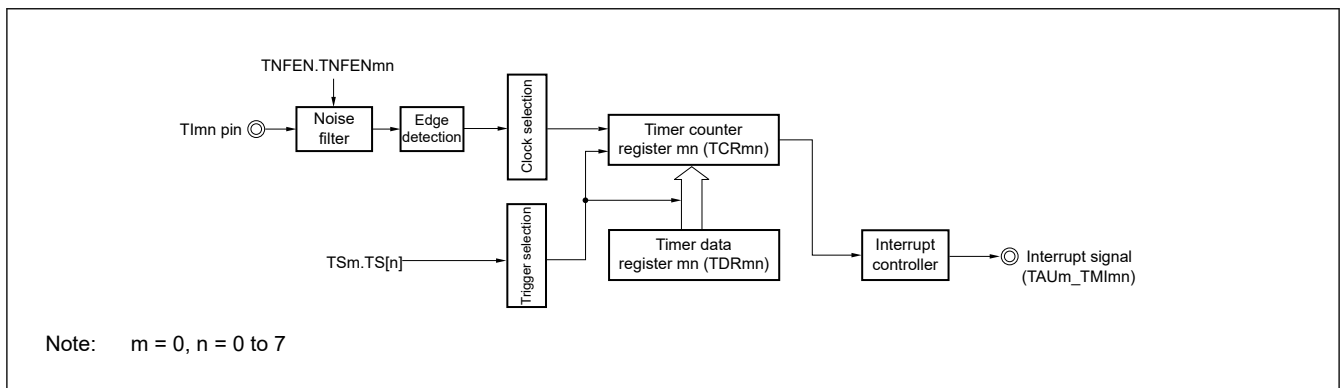 TNFEN.TNFENmn
TImn pin
Noise
filter
Edge
detection
Clock selection
Timer counter
register mn (TCRmn)
TSm.TS[n]
Trigger selection
Timer data
register mn (TDRmn)
Interrupt
controller
Interrupt signal
(TAUm_TMImn)
Note: m = 0, n = 0 to 7